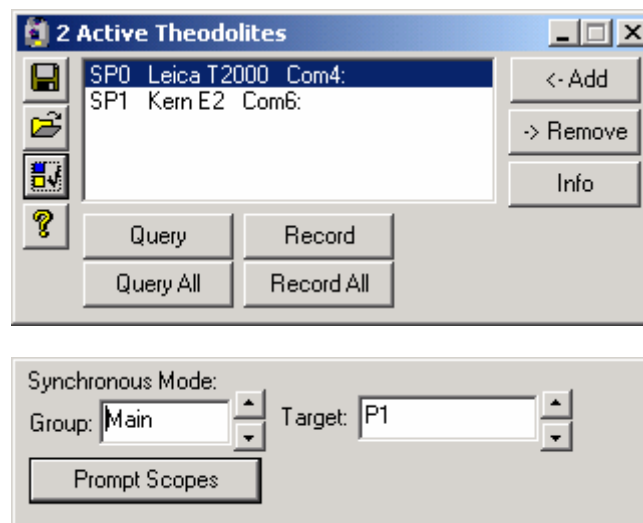 2 Active Theodolites
SP0 Leica T2000 Com4:
SP1 Kern E2 Com6:
<- Add
-> Remove
Info
?
Query
Record
Query All
Record All
Synchronous Mode:
Group: Main
Target: P1
Prompt Scopes